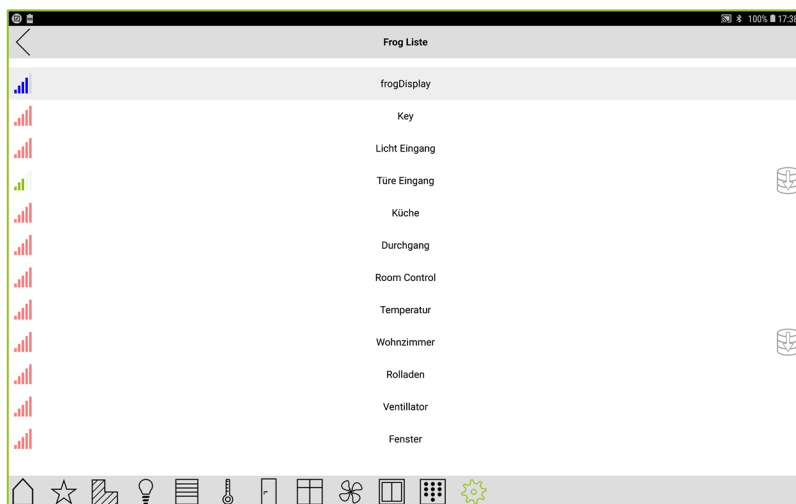 100% 17:38
Frog Liste
frogDisplay
Key
Licht Eingang
Türe Eingang
Küche
Durchgang
Room Control
Temperatur
Wohnzimmer
Rolladen
Ventillator
Fenster